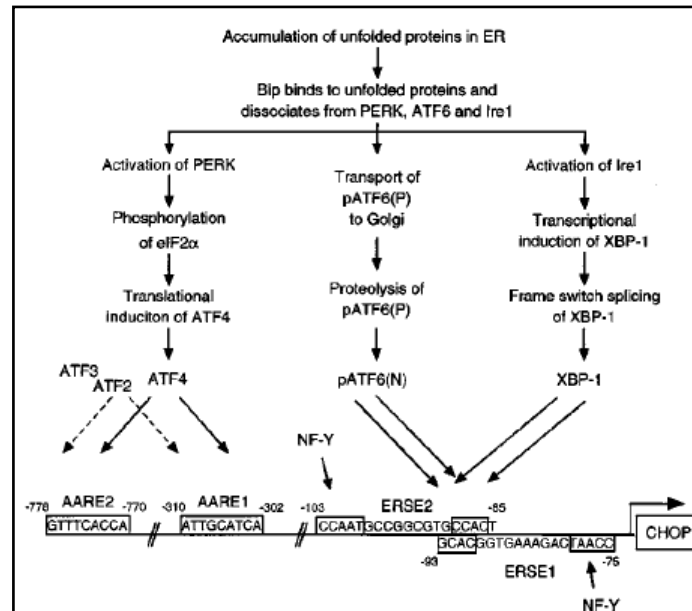 Accumulation of unfolded proteins in ER
Bip binds to unfolded proteins and
dissociates from PERK, ATF6 and Ire1
Activation of PERK
Transport of
pATF6(P)
to Golgi
Activation of Ire1
Phosphorylation
of eIF2α
Transcriptional
induction of XBP-1
Translational
induciton of ATF4
Proteolysis of
pATF6(P)
Frame switch splicing
of XBP-1
ATF3
ATF2
ATF4
pATF6(N)
XBP-1
NF-Y
-778 AARE2 -770 -310 AARE1 -302 -103 ERSE2 -85
GTTTCACCA ATTGCATCA CCAATGCCGGCGTGCCACT CHOP
GCACGGTGAAAGACTAACC
-93 ERSE1 -75
NF-Y